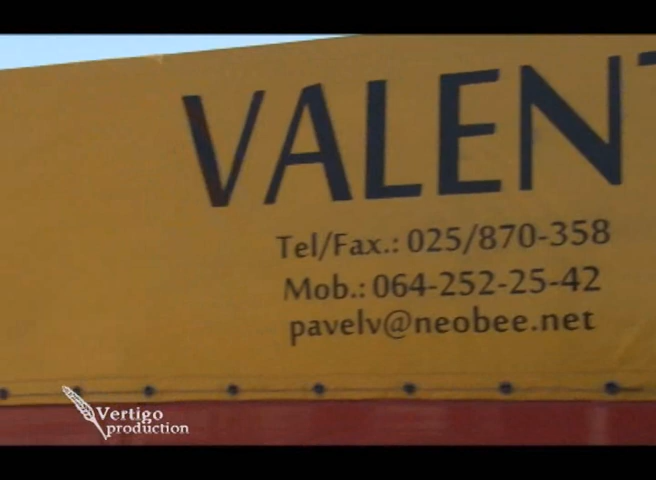 VALENT
Tel/Fax.: 025/870-358
Mob.: 064-252-25-42
pavelv@neobee.net
Vertigo
production